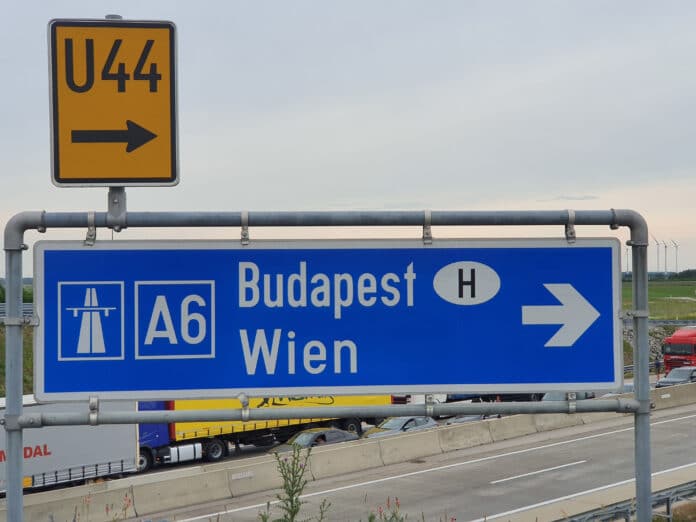 U44
A6
Budapest H
Wien
DAL